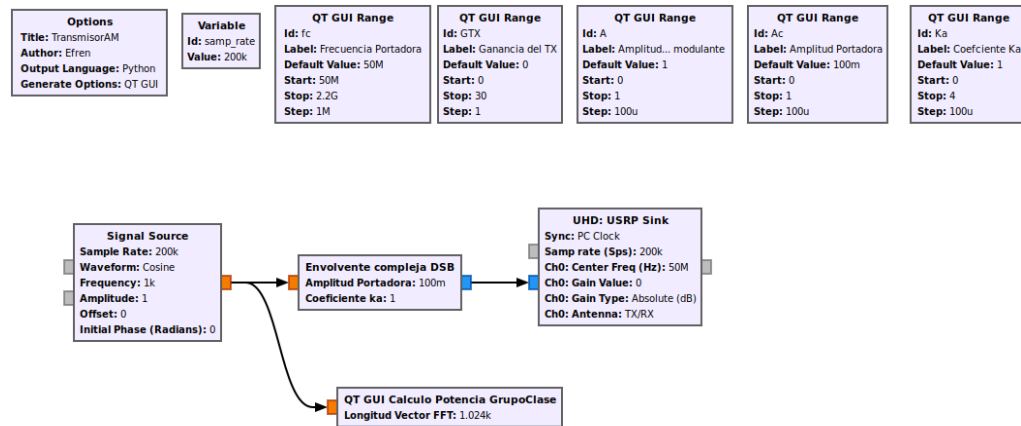 Options
Title: TransmisorAM
Author: Efren
Output Language: Python
Generate Options: QT GUI
Variable
Id: samp_rate
Value: 200k
QT GUI Range
Id: fc
Label: Frecuencia Portadora
Default Value: 50M
Start: 50M
Stop: 2.2G
Step: 1M
QT GUI Range
Id: GTX
Label: Ganancia del TX
Default Value: 0
Start: 0
Stop: 30
Step: 1
QT GUI Range
Id: A
Label: Amplitud... modulante
Default Value: 1
Start: 0
Stop: 1
Step: 100u
QT GUI Range
Id: Ac
Label: Amplitud Portadora
Default Value: 100m
Start: 0
Stop: 1
Step: 100u
QT GUI Range
Id: Ka
Label: Coefciente Ka
Default Value: 1
Start: 0
Stop: 4
Step: 100u
Signal Source
Sample Rate: 200k
Waveform: Cosine
Frequency: 1k
Amplitude: 1
Offset: 0
Initial Phase (Radians): 0
Envolvente compleja DSB
Amplitud Portadora: 100m
Coeficiente ka: 1
UHD: USRP Sink
Sync: PC Clock
Samp rate (Sps): 200k
Ch0: Center Freq (Hz): 50M
Ch0: Gain Value: 0
Ch0: Gain Type: Absolute (dB)
Ch0: Antenna: TX/RX
QT GUI Calculo Potencia GrupoClase
Longitud Vector FFT: 1.024k